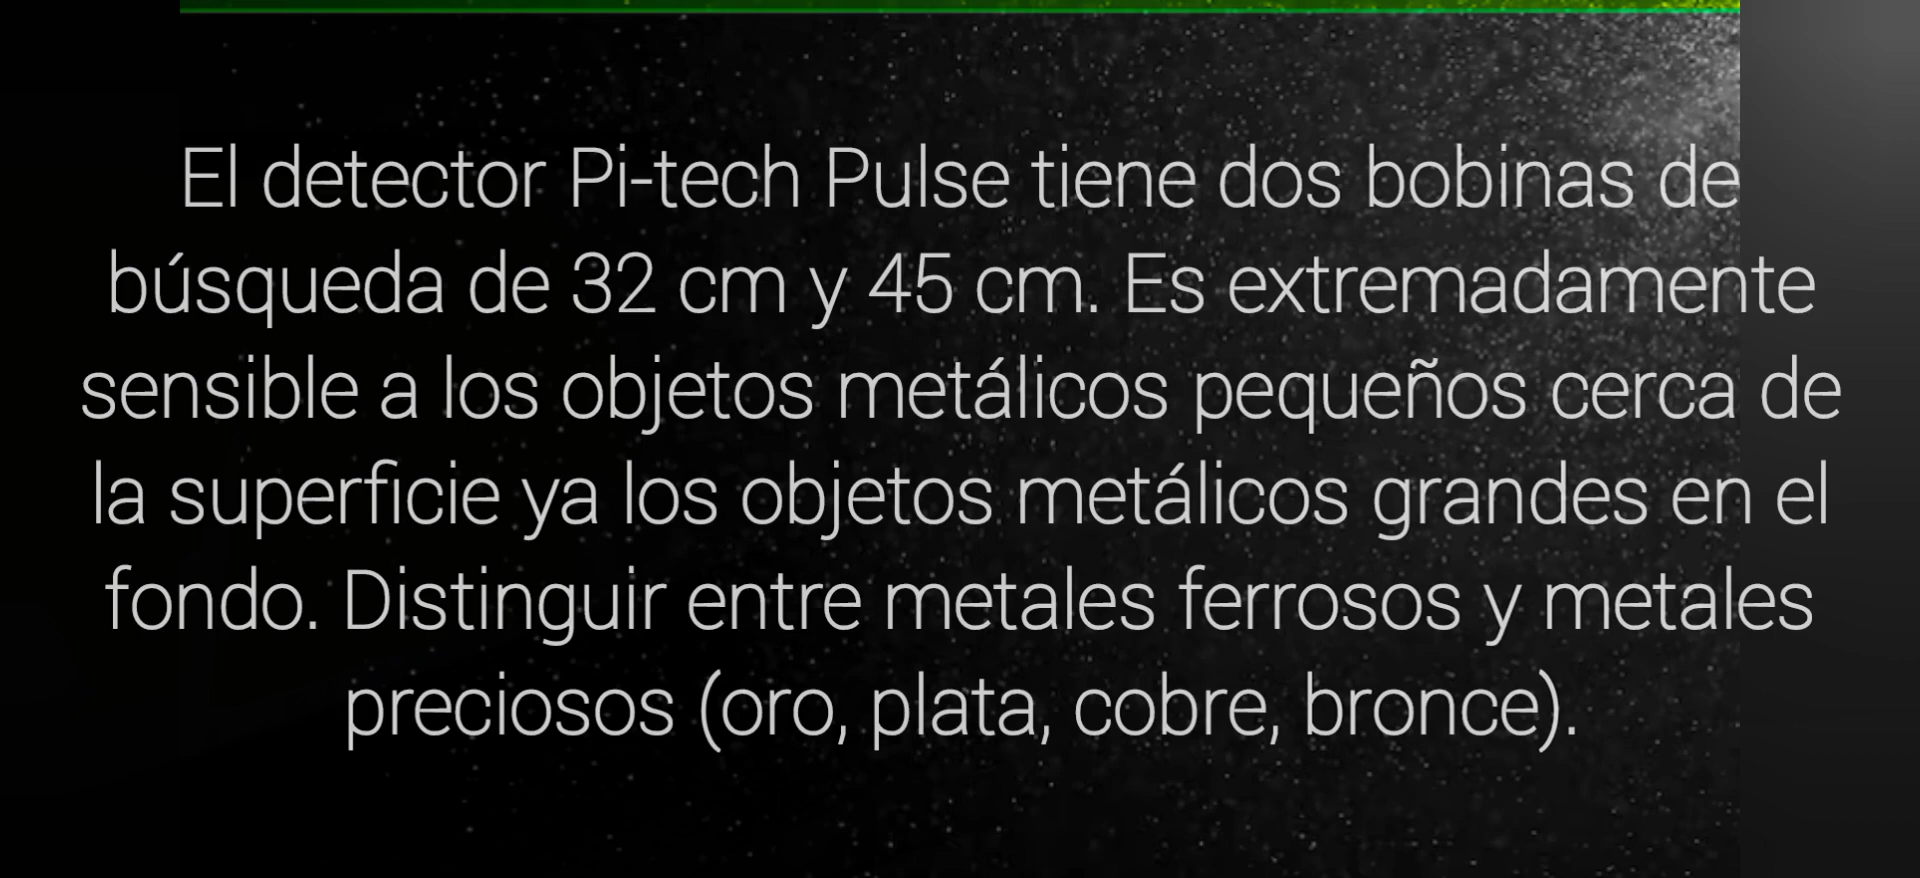 El detector Pi-tech Pulse tiene dos bobinas de
búsqueda de 32 cm y 45 cm. Es extremadamente
sensible a los objetos metálicos pequeños cerca de
la superficie ya los objetos metálicos grandes en el
fondo. Distinguir entre metales ferrosos y metales
preciosos (oro, plata, cobre, bronce).